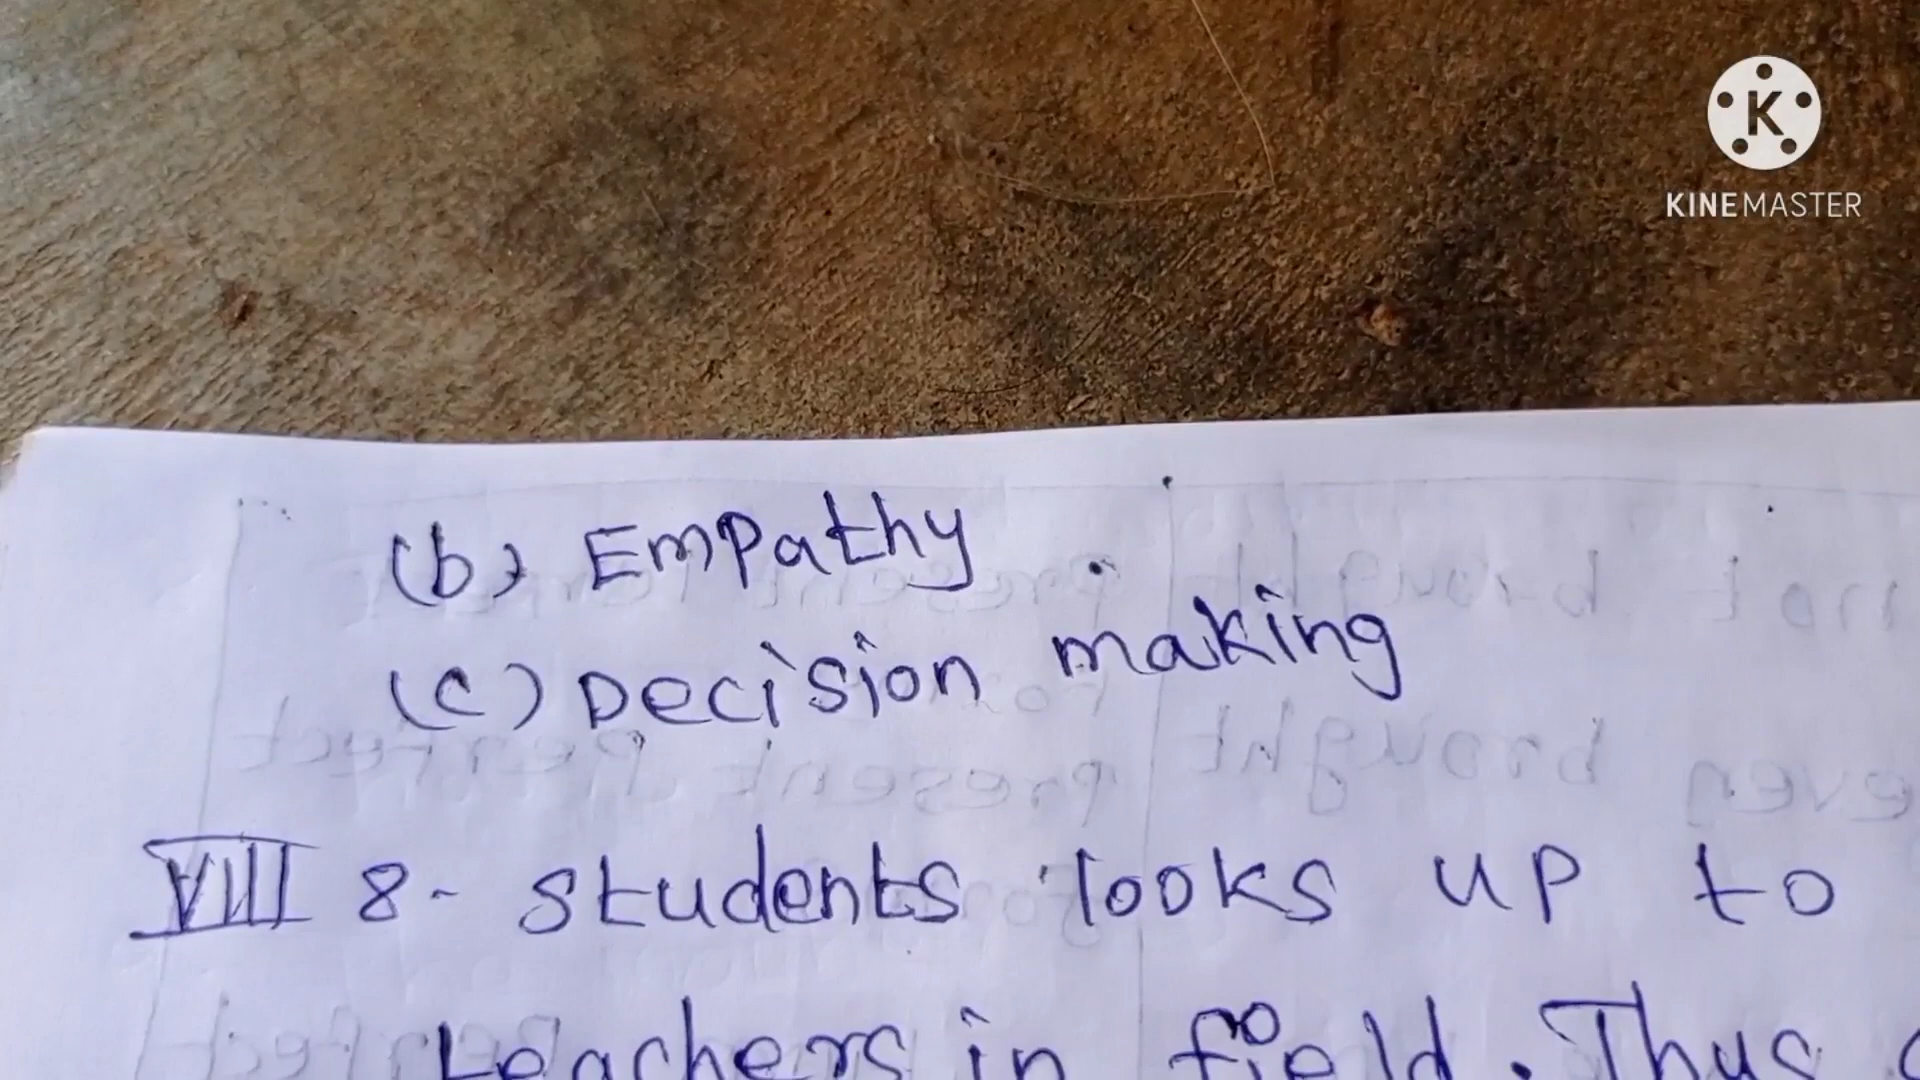 K
KINEMASTER
(b) Empathy
(c) Decision making
VIII 8- Students looks up to
teachers in field. Thus